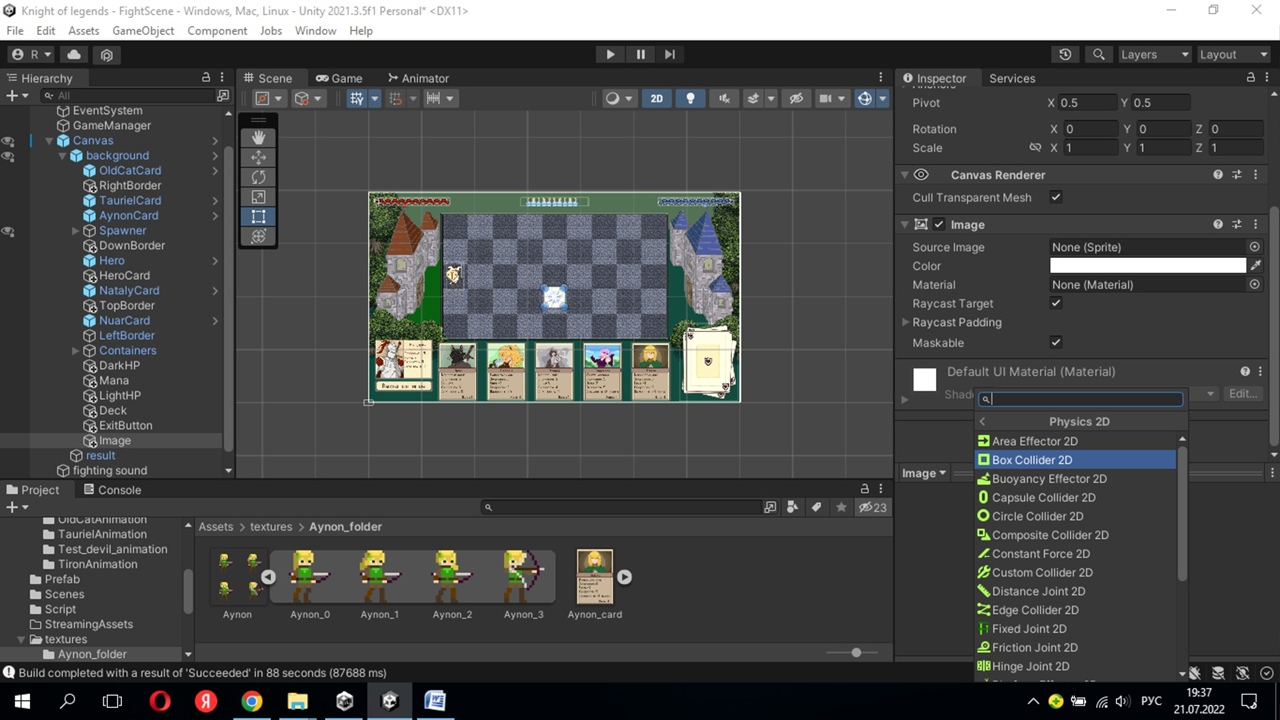 Knight of legends - FightScene - Windows, Mac, Linux - Unity 2021.3.5f1 Personal* <DX11>
File Edit Assets GameObject Component Jobs Window Help
R Layers Layout
Hierarchy
All
EventSystem
GameManager
Canvas
background
OldCatCard
RightBorder
TaurielCard
AynonCard
Spawner
DownBorder
Hero
HeroCard
NatalyCard
TopBorder
NuarCard
LeftBorder
Containers
DarkHP
Mana
LightHP
Deck
ExitButton
Image
result
fighting sound
Scene Game Animator
2D
Inspector Services
Pivot X 0.5 Y 0.5
Rotation X 0 Y 0 Z 0
Scale X 1 Y 1 Z 1
Canvas Renderer
Cull Transparent Mesh
Image
Source Image None (Sprite)
Color
Material None (Material)
Raycast Target
Raycast Padding
Maskable
Default UI Material (Material)
Edit...
Physics 2D
Area Effector 2D
Box Collider 2D
Buoyancy Effector 2D
Capsule Collider 2D
Circle Collider 2D
Composite Collider 2D
Constant Force 2D
Custom Collider 2D
Distance Joint 2D
Edge Collider 2D
Fixed Joint 2D
Friction Joint 2D
Hinge Joint 2D
Image
Project Console
23
OldCatAnimation
TaurielAnimation
Test_devil_animation
TironAnimation
Prefab
Scenes
Script
StreamingAssets
textures
Aynon_folder
Assets textures Aynon_folder
Aynon Aynon_0 Aynon_1 Aynon_2 Aynon_3 Aynon_card
Build completed with a result of 'Succeeded' in 88 seconds (87688 ms)
РУС
19:37
21.07.2022